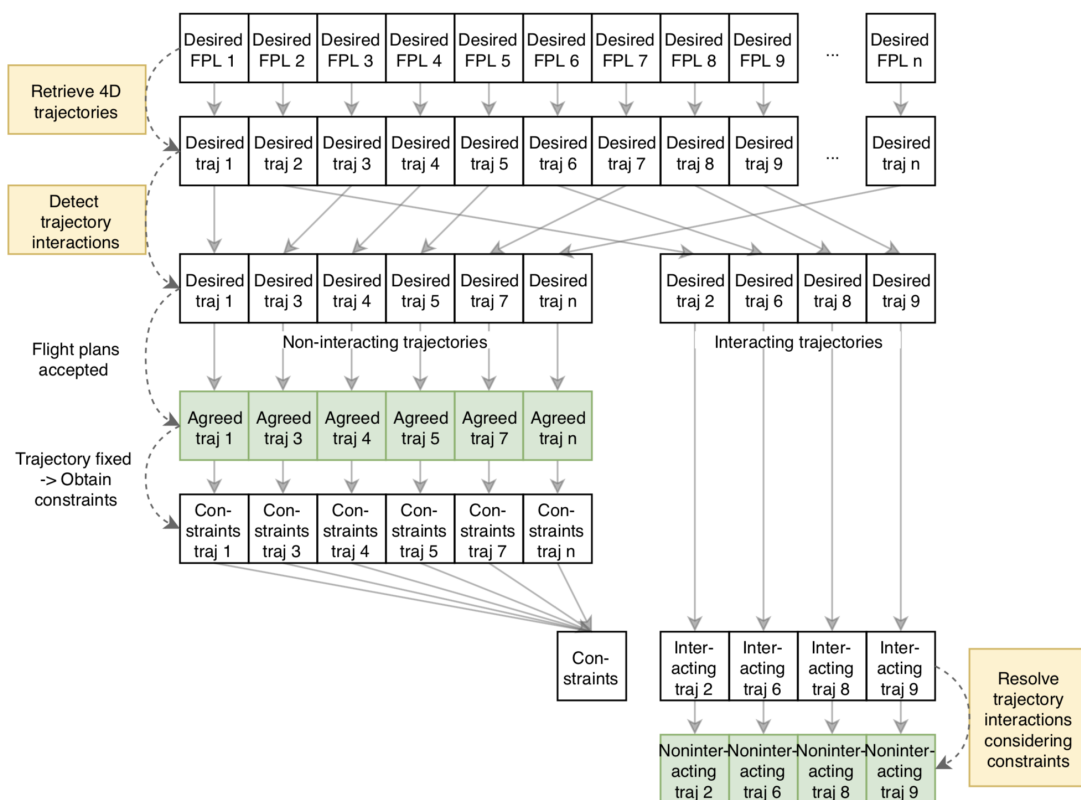 Desired FPL 1
Desired FPL 2
Desired FPL 3
Desired FPL 4
Desired FPL 5
Desired FPL 6
Desired FPL 7
Desired FPL 8
Desired FPL 9
...
Desired FPL n
Retrieve 4D
trajectories
Desired traj 1
Desired traj 2
Desired traj 3
Desired traj 4
Desired traj 5
Desired traj 6
Desired traj 7
Desired traj 8
Desired traj 9
...
Desired traj n
Detect
trajectory
interactions
Desired traj 1
Desired traj 3
Desired traj 4
Desired traj 5
Desired traj 7
Desired traj n
Desired traj 2
Desired traj 6
Desired traj 8
Desired traj 9
Non-interacting trajectories
Interacting trajectories
Flight plans
accepted
Agreed traj 1
Agreed traj 3
Agreed traj 4
Agreed traj 5
Agreed traj 7
Agreed traj n
Trajectory fixed
-> Obtain
constraints
Con-
straints
traj 1
Con-
straints
traj 3
Con-
straints
traj 4
Con-
straints
traj 5
Con-
straints
traj 7
Con-
straints
traj n
Con-
straints
Inter-
acting
traj 2
Inter-
acting
traj 6
Inter-
acting
traj 8
Inter-
acting
traj 9
Resolve
trajectory
interactions
considering
constraints
Noninter-
acting
traj 2
Noninter-
acting
traj 6
Noninter-
acting
traj 8
Noninter-
acting
traj 9